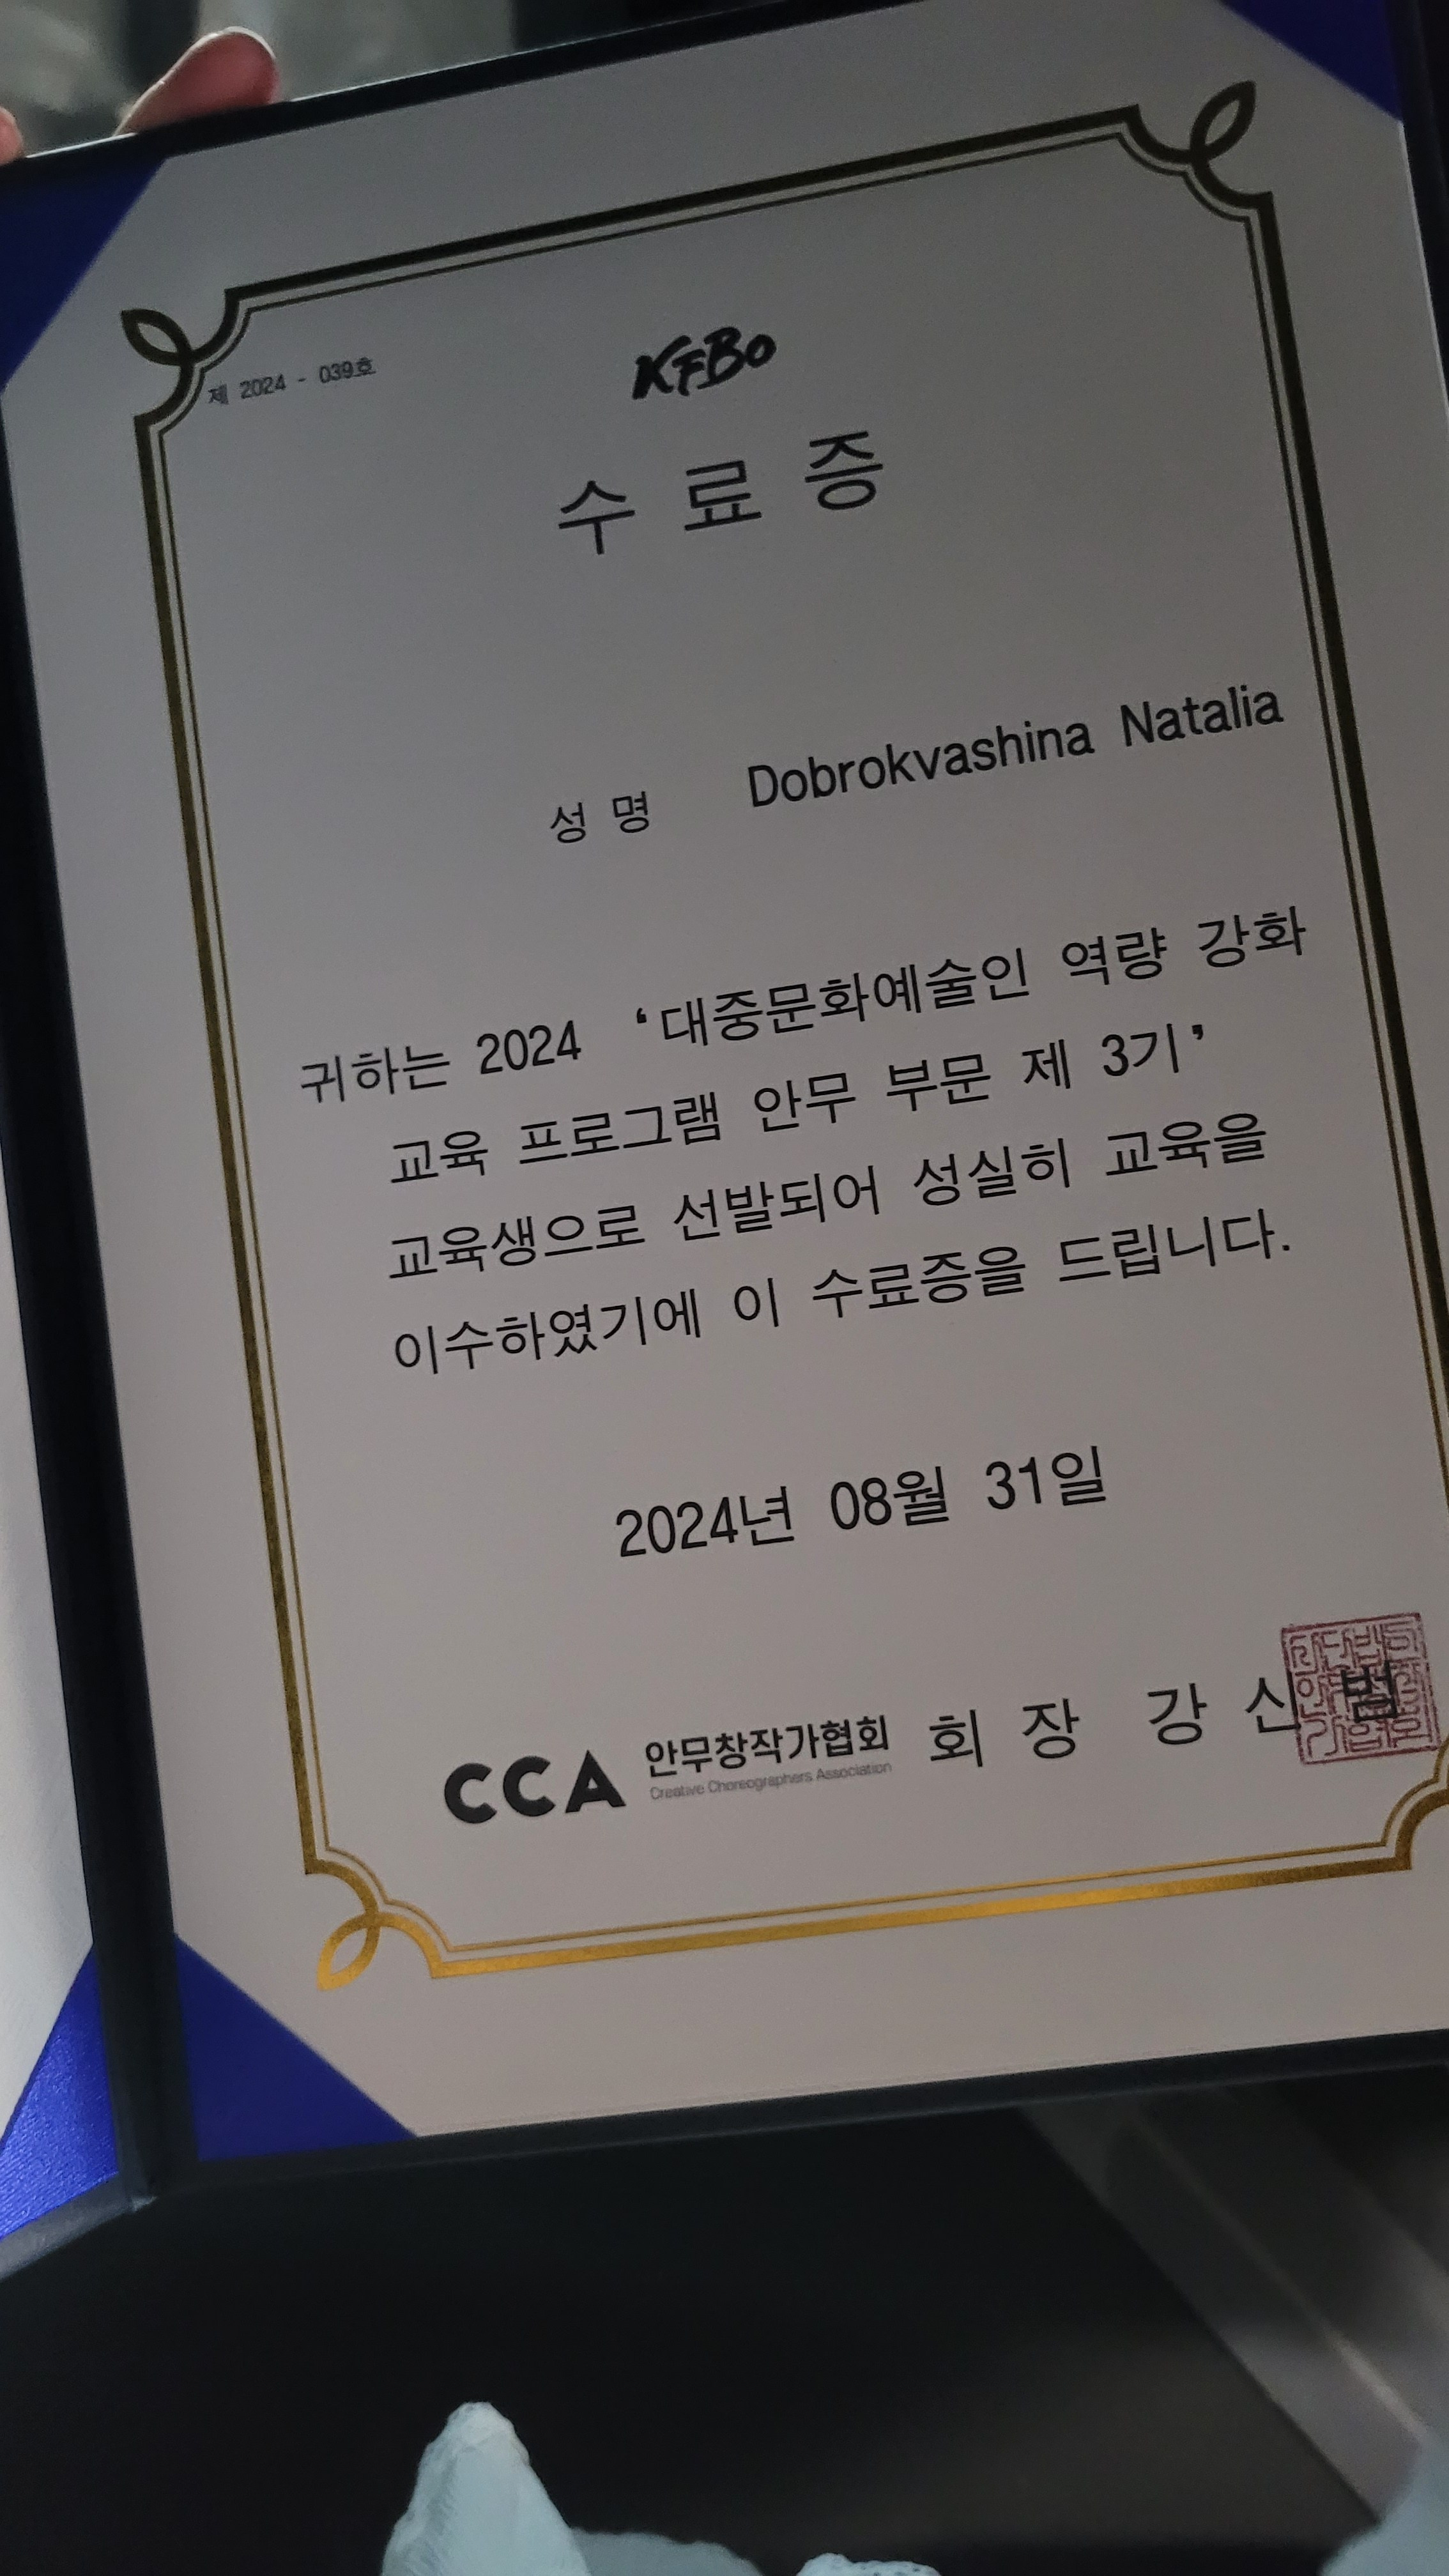 제 2024 - 039호
KFBo
수료증
성명 Dobrokvashina Natalia
귀하는 2024 ‘대중문화예술인 역량 강화
교육 프로그램 안무 부문 제 3기’
교육생으로 선발되어 성실히 교육을
이수하였기에 이 수료증을 드립니다.
2024년 08월 31일
CCA 안무창작가협회 회장 강신범
Creative Choreographers Association